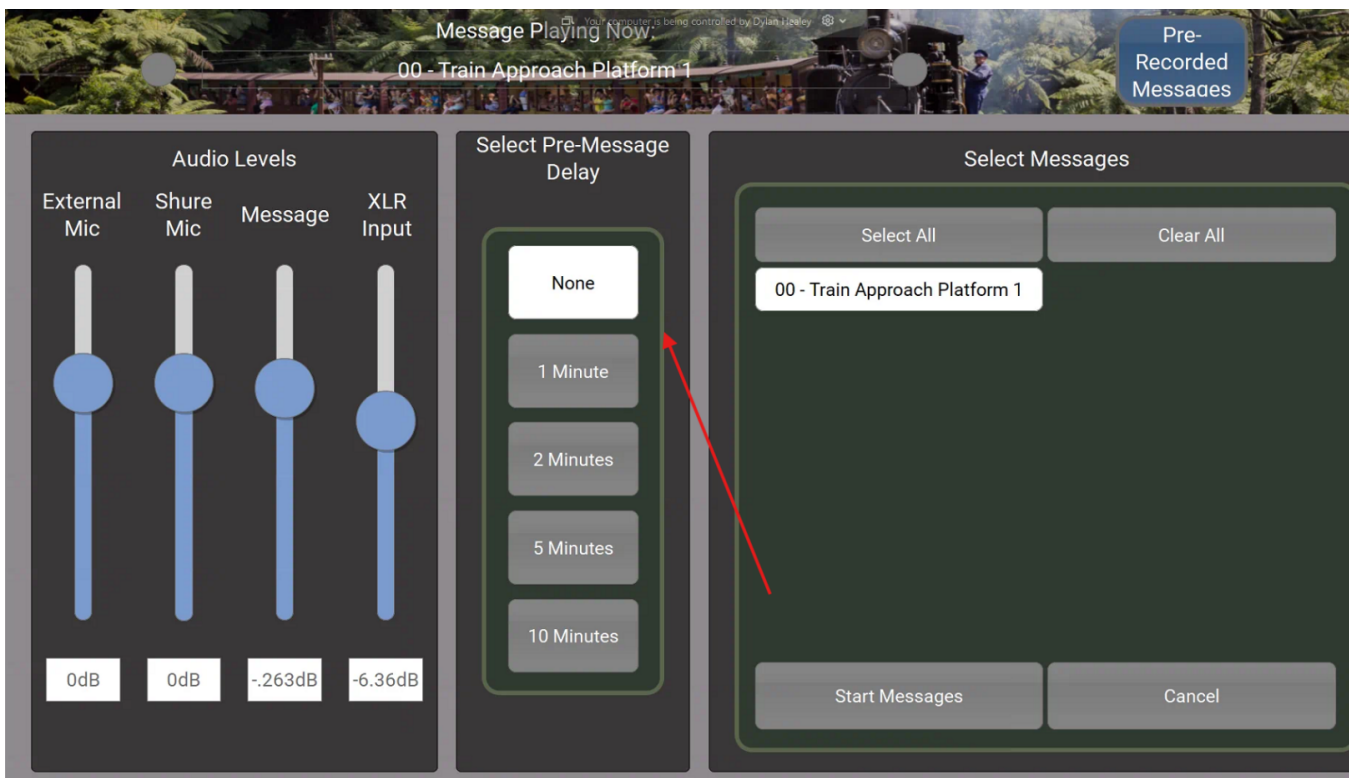 Your computer is being controlled by Dylan Healey
Message Playing Now:
00 - Train Approach Platform 1
Pre-
Recorded
Messages
Audio Levels
External
Mic
Shure
Mic
Message
XLR
Input
0dB
0dB
-.263dB
-6.36dB
Select Pre-Message
Delay
None
1 Minute
2 Minutes
5 Minutes
10 Minutes
Select Messages
Select All
Clear All
00 - Train Approach Platform 1
Start Messages
Cancel